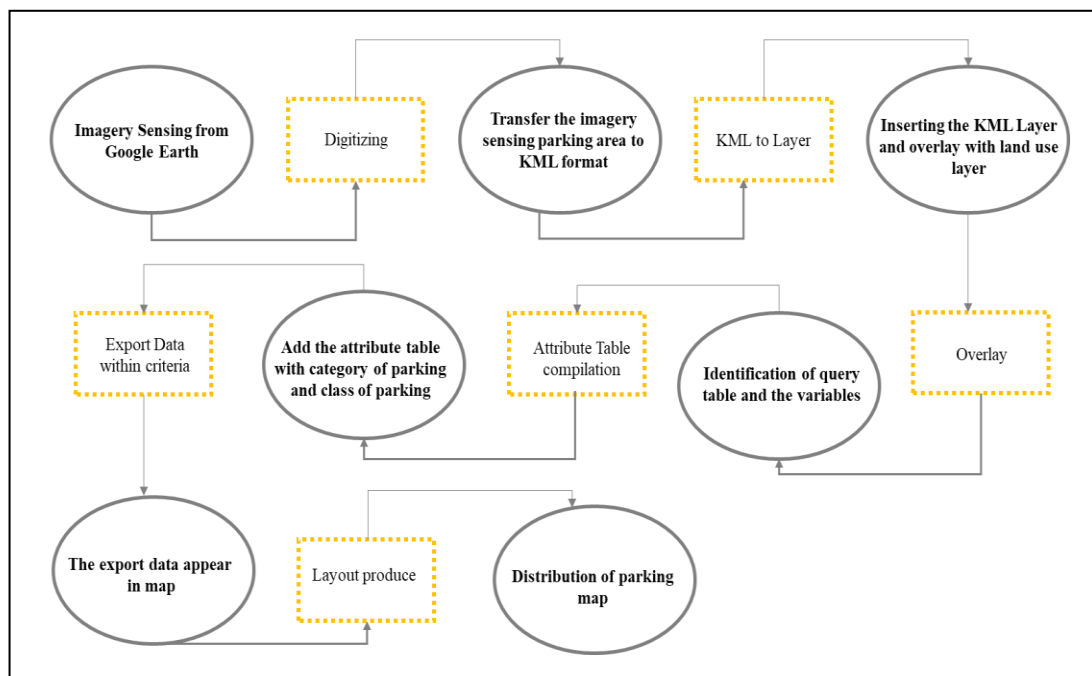 Imagery Sensing from
Google Earth
Digitizing
Transfer the imagery
sensing parking area to
KML format
KML to Layer
Inserting the KML Layer
and overlay with land use
layer
Export Data
within criteria
Add the attribute table
with category of parking
and class of parking
Attribute Table
compilation
Identification of query
table and the variables
Overlay
The export data appear
in map
Layout produce
Distribution of parking
map